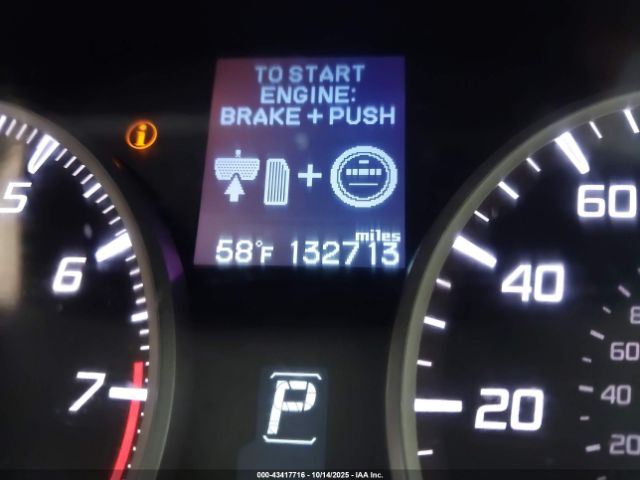 TO START
ENGINE:
BRAKE + PUSH
+
miles
58°F 132713
i
5
6
7
P
60
40
20
80
60
40
20
000-43417716 - 10/14/2025 - IAA Inc.